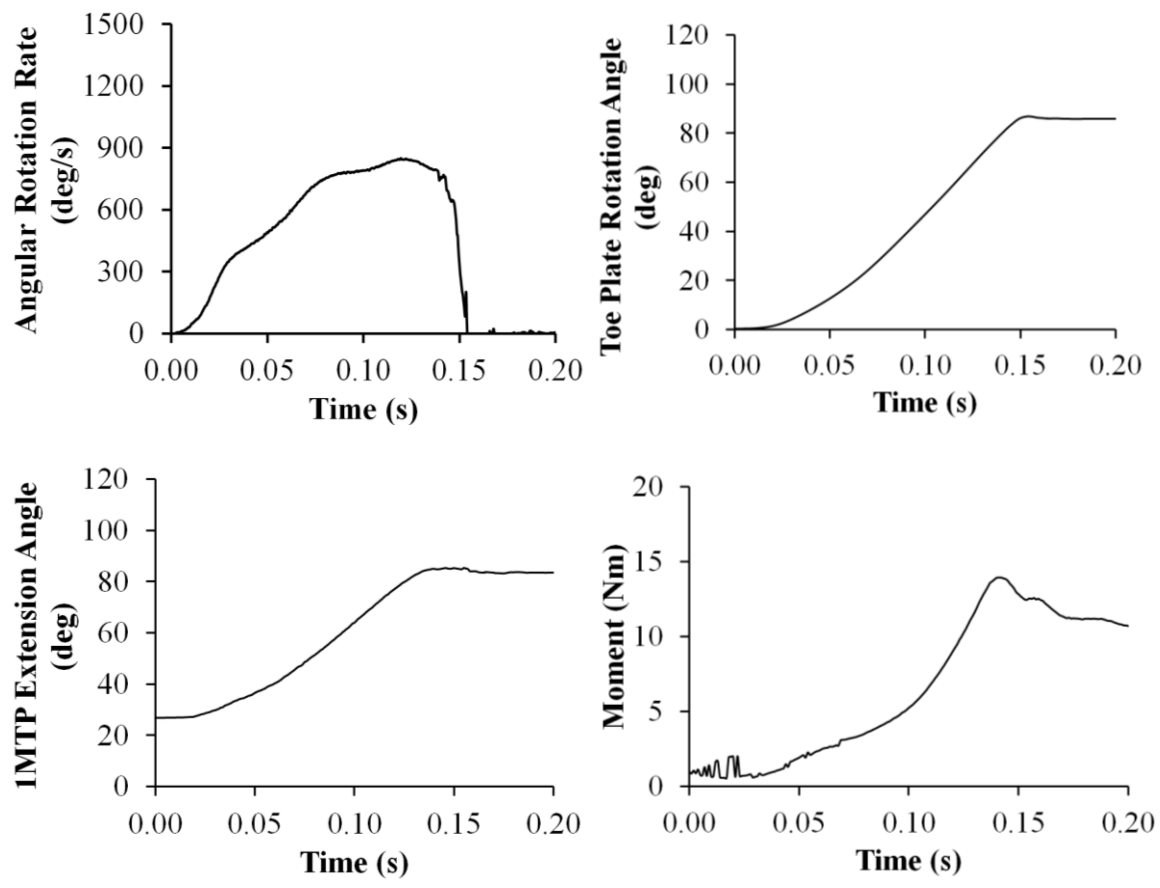 Angular Rotation Rate
(deg/s)
1500
1200
900
600
300
0
0.00 0.05 0.10 0.15 0.20
Time (s)
Toe Plate Rotation Angle
(deg)
120
100
80
60
40
20
0
0.00 0.05 0.10 0.15 0.20
Time (s)
1MTP Extension Angle
(deg)
120
100
80
60
40
20
0
0.00 0.05 0.10 0.15 0.20
Time (s)
Moment (Nm)
20
15
10
5
0
0.00 0.05 0.10 0.15 0.20
Time (s)